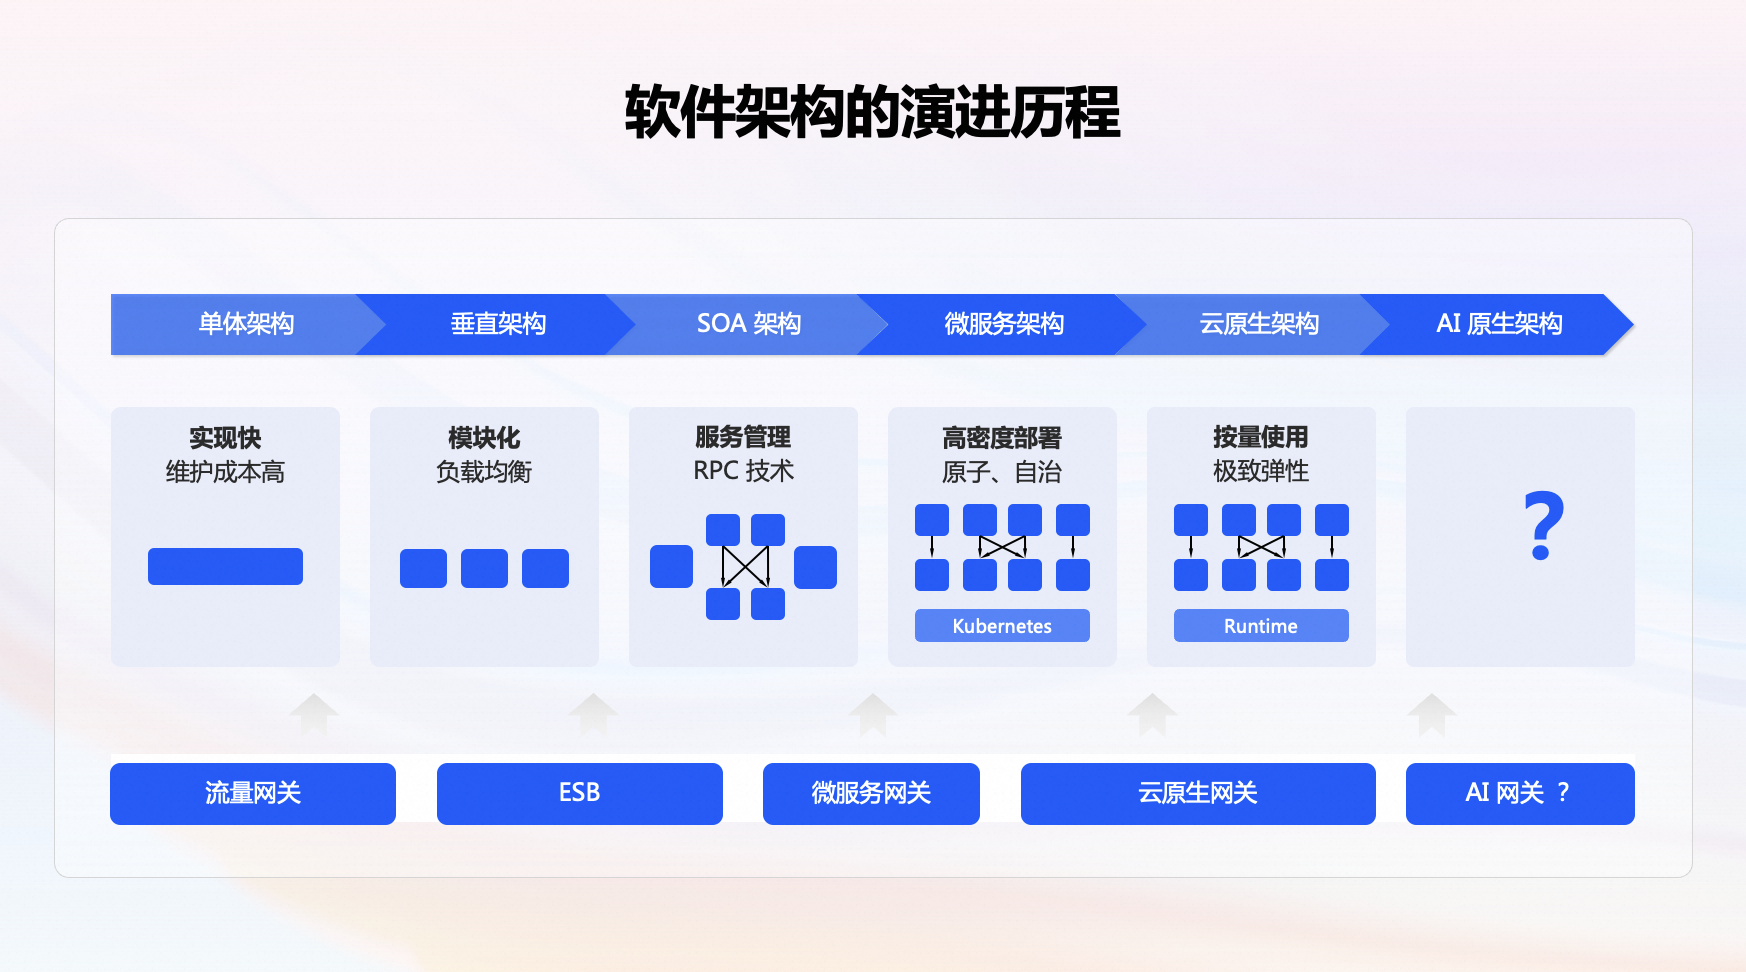 软件架构的演进历程
单体架构
垂直架构
SOA 架构
微服务架构
云原生架构
AI 原生架构
实现快
维护成本高
模块化
负载均衡
服务管理
RPC 技术
高密度部署
原子、自治
Kubernetes
按量使用
极致弹性
Runtime
?
流量网关
ESB
微服务网关
云原生网关
AI 网关 ？